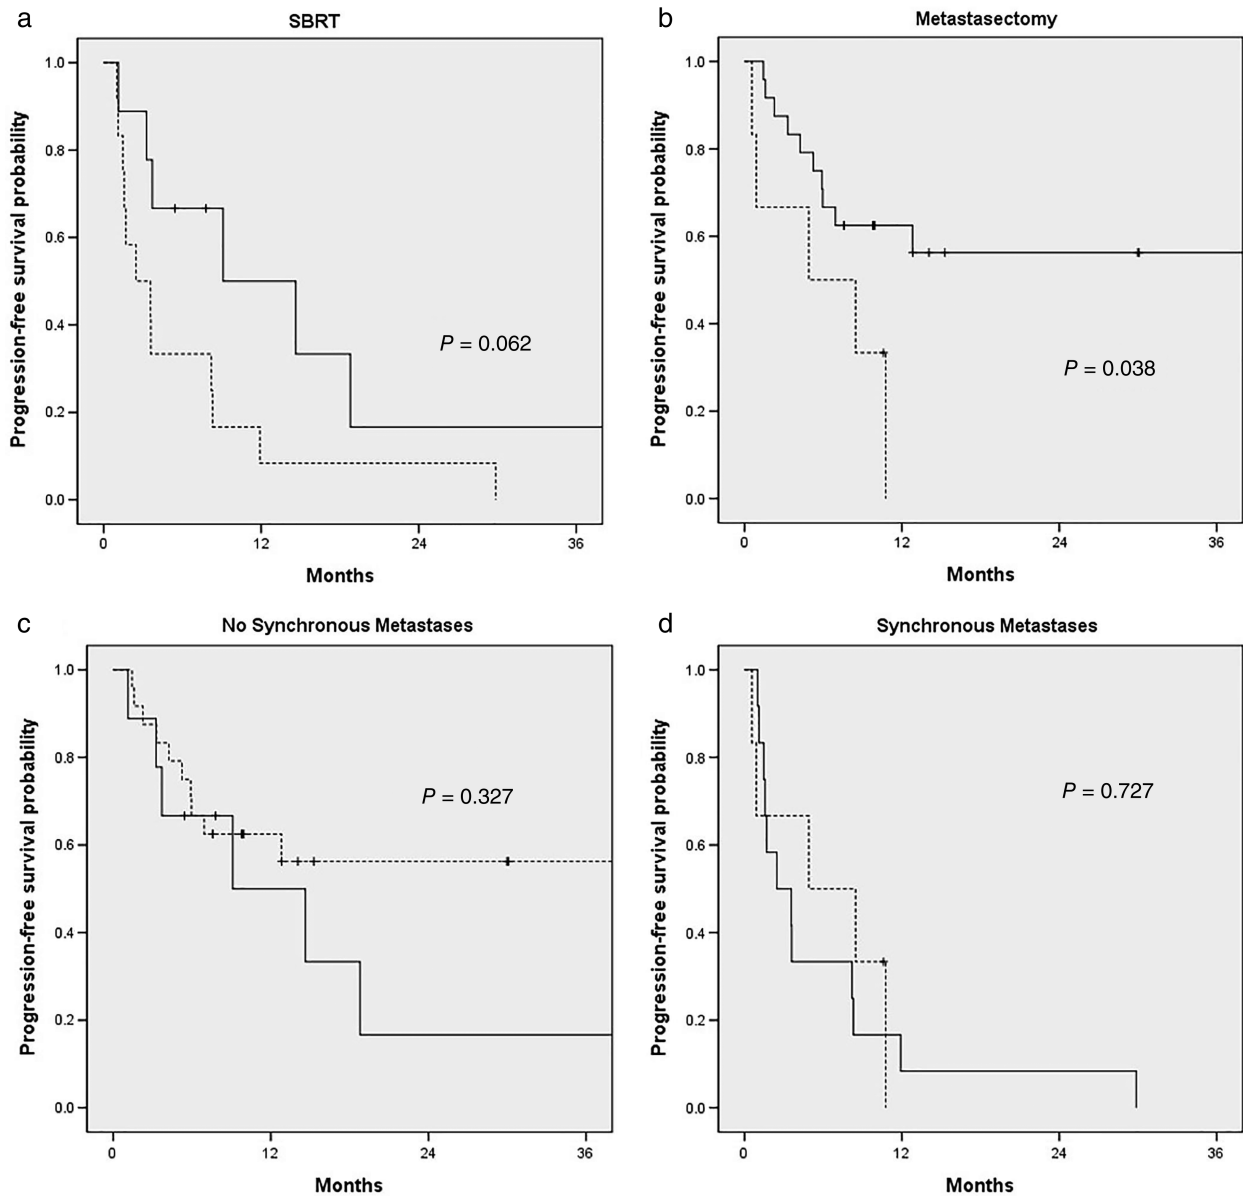 a
SBRT
Progression-free survival probability
1.0
0.8
0.6
0.4
0.2
0.0
P = 0.062
0 12 24 36
Months
b
Metastasectomy
Progression-free survival probability
1.0
0.8
0.6
0.4
0.2
0.0
P = 0.038
0 12 24 36
Months
c
No Synchronous Metastases
Progression-free survival probability
1.0
0.8
0.6
0.4
0.2
0.0
P = 0.327
0 12 24 36
Months
d
Synchronous Metastases
Progression-free survival probability
1.0
0.8
0.6
0.4
0.2
0.0
P = 0.727
0 12 24 36
Months